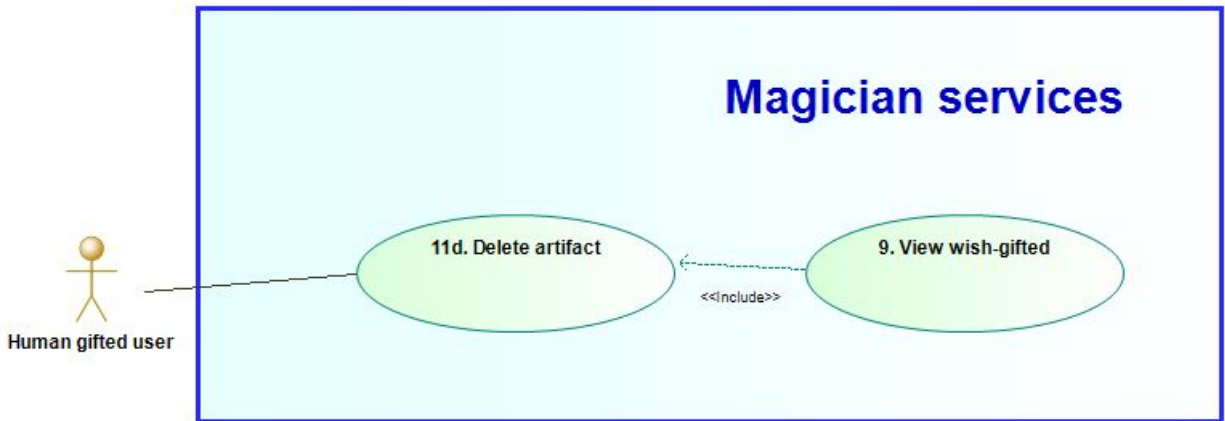 Magician services
11d. Delete artifact
9. View wish-gifted
<<Include>>
Human gifted user